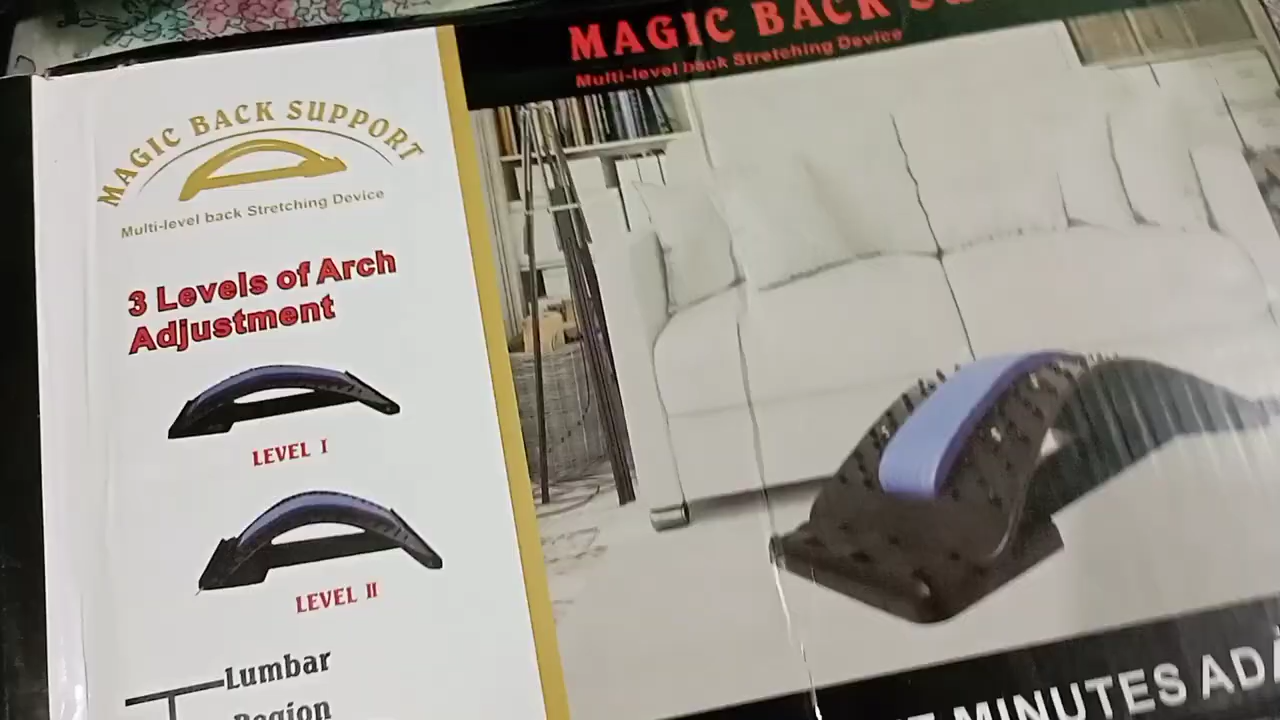 MAGIC BACK SUPPORT
Multi-level back Stretching Device
3 Levels of Arch
Adjustment
LEVEL I
LEVEL II
Lumbar
Region
MAGIC BACK
Multi-level back Stretching Device
MINUTES